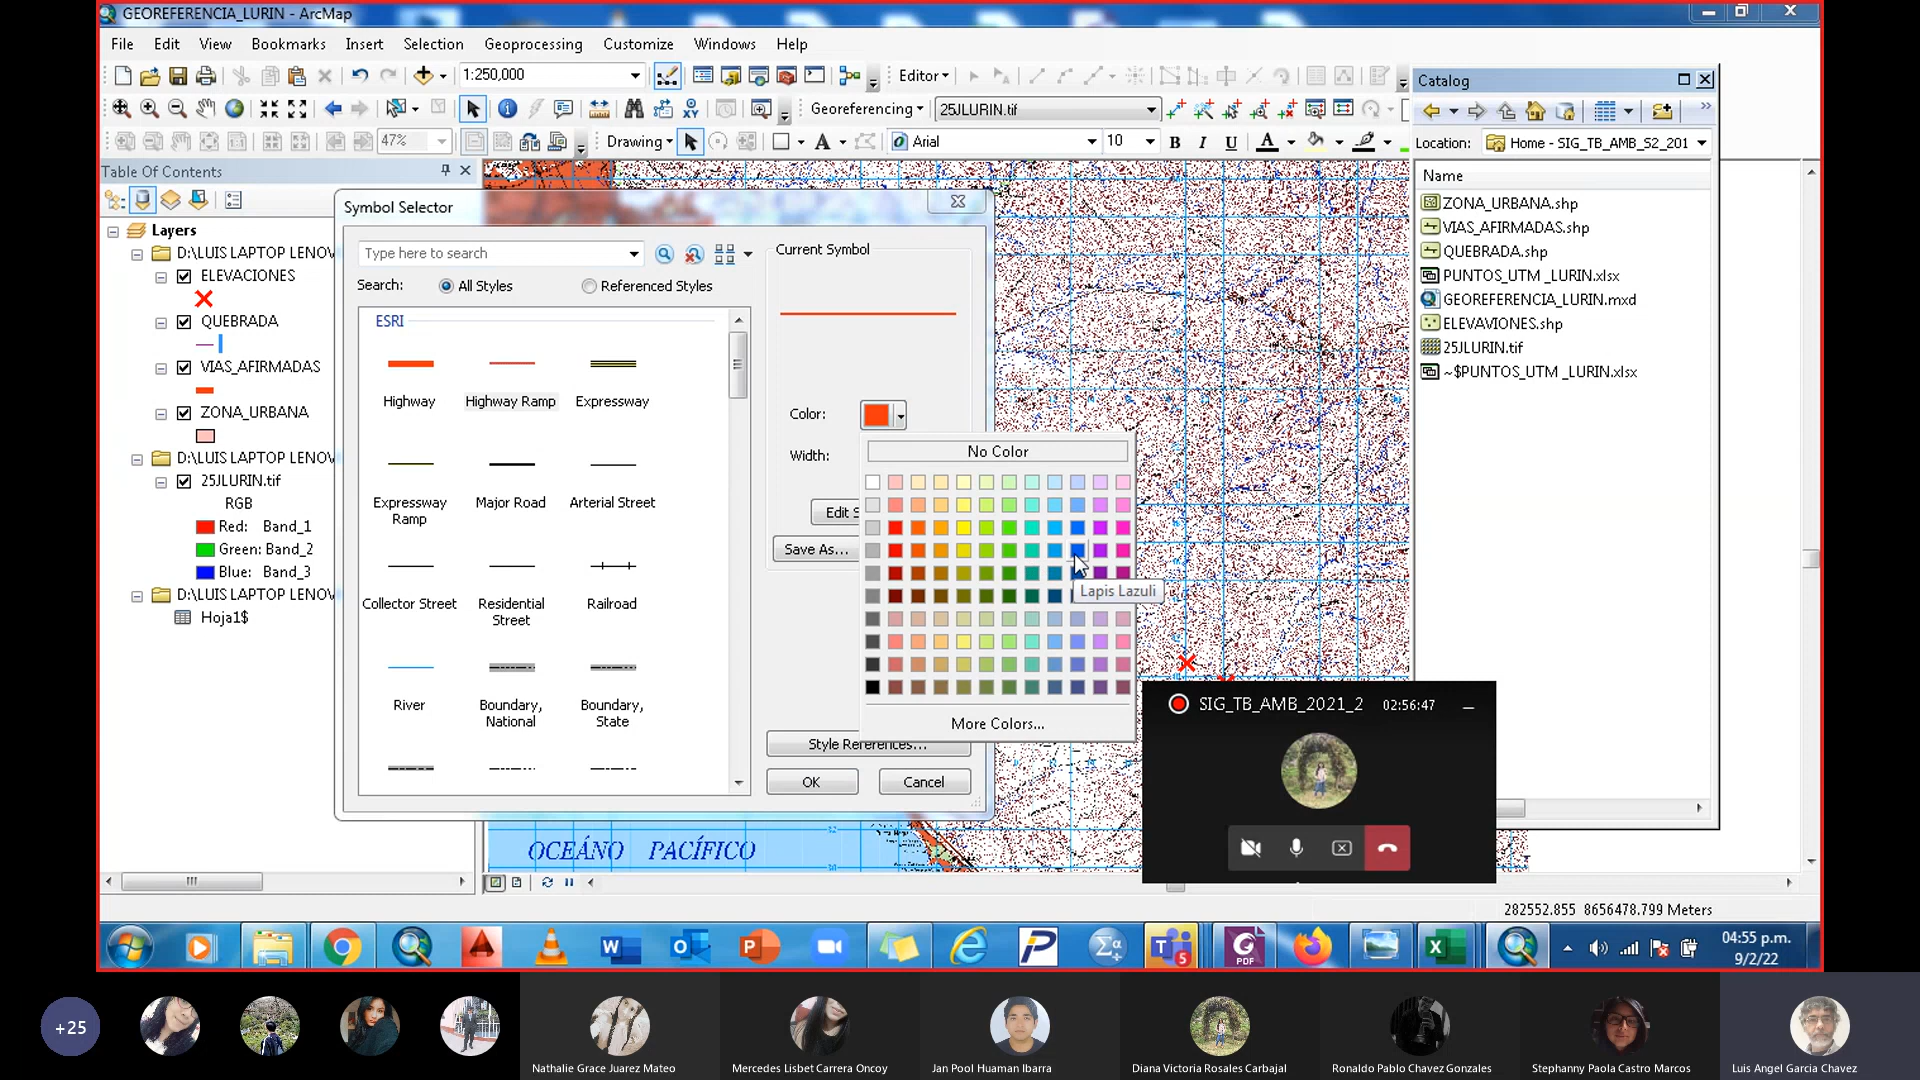 GEOREFERENCIA_LURIN - ArcMap
File Edit View Bookmarks Insert Selection Geoprocessing Customize Windows Help
1:250,000
Editor
Georeferencing 25JLURIN.tif
47% Drawing A Arial 10 B I U A
Table Of Contents
Layers
D:\LUIS LAPTOP LENOV
ELEVACIONES
QUEBRADA
VIAS_AFIRMADAS
ZONA_URBANA
D:\LUIS LAPTOP LENOV
25JLURIN.tif
RGB
Red: Band_1
Green: Band_2
Blue: Band_3
D:\LUIS LAPTOP LENOV
Hoja1$
Symbol Selector
Type here to search
Search: All Styles Referenced Styles
ESRI
Highway Highway Ramp Expressway
Expressway Ramp Major Road Arterial Street
Collector Street Residential Street Railroad
River Boundary, National Boundary, State
Current Symbol
Color:
Width:
Edit S
Save As...
Style References...
OK Cancel
No Color
Lapis Lazuli
More Colors...
Catalog
Location: Home - SIG_TB_AMB_S2_201
Name
ZONA_URBANA.shp
VIAS_AFIRMADAS.shp
QUEBRADA.shp
PUNTOS_UTM _LURIN.xlsx
GEOREFERENCIA_LURIN.mxd
ELEVAVIONES.shp
25JLURIN.tif
~$PUNTOS_UTM _LURIN.xlsx
SIG_TB_AMB_2021_2 02:56:47
OCEÁNO PACÍFICO
282552.855 8656478.799 Meters
04:55 p.m.
9/2/22
+25
Nathalie Grace Juarez Mateo
Mercedes Lisbet Carrera Oncoy
Jan Pool Huaman Ibarra
Diana Victoria Rosales Carbajal
Ronaldo Pablo Chavez Gonzales
Stephanny Paola Castro Marcos
Luis Angel Garcia Chavez